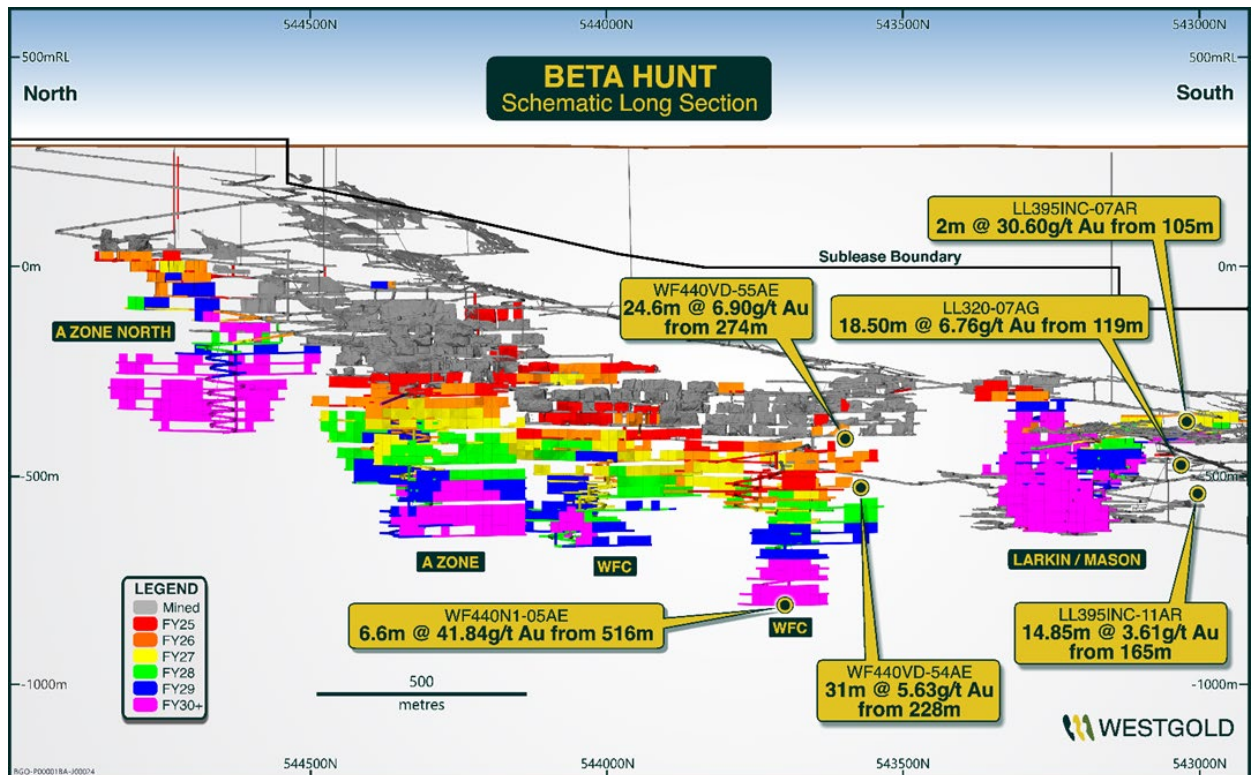 544500N 544000N 543500N 543000N
500mRL 500mRL
BETA HUNT
Schematic Long Section
North South
LL395INC-07AR
2m @ 30.60g/t Au from 105m
Sublease Boundary
0m 0m
WF440VD-55AE
24.6m @ 6.90g/t Au
from 274m
LL320-07AG
18.50m @ 6.76g/t Au from 119m
A ZONE NORTH
-500m -500m
A ZONE
WFC
LARKIN / MASON
LEGEND
Mined
FY25
FY26
FY27
FY28
FY29
FY30+
WF440N1-05AE
6.6m @ 41.84g/t Au from 516m
WFC
LL395INC-11AR
14.85m @ 3.61g/t Au
from 165m
WF440VD-54AE
31m @ 5.63g/t Au
from 228m
-1000m -1000m
500
metres
WESTGOLD
544500N 544000N 543500N 543000N